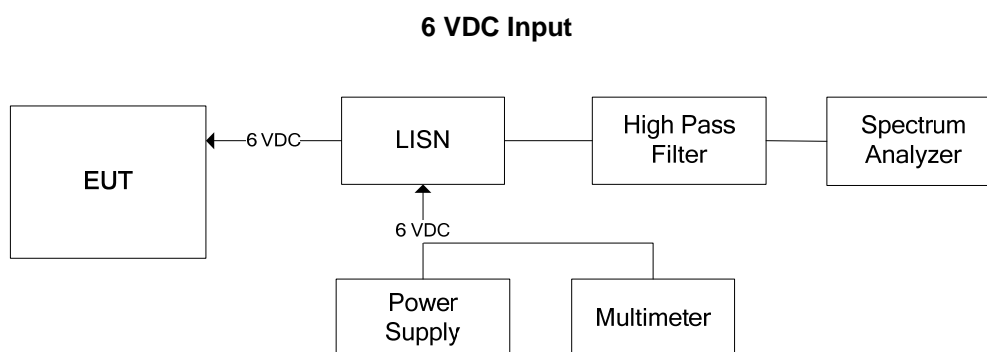 6 VDC Input
EUT
6 VDC
LISN
High Pass
Filter
Spectrum
Analyzer
6 VDC
Power
Supply
Multimeter